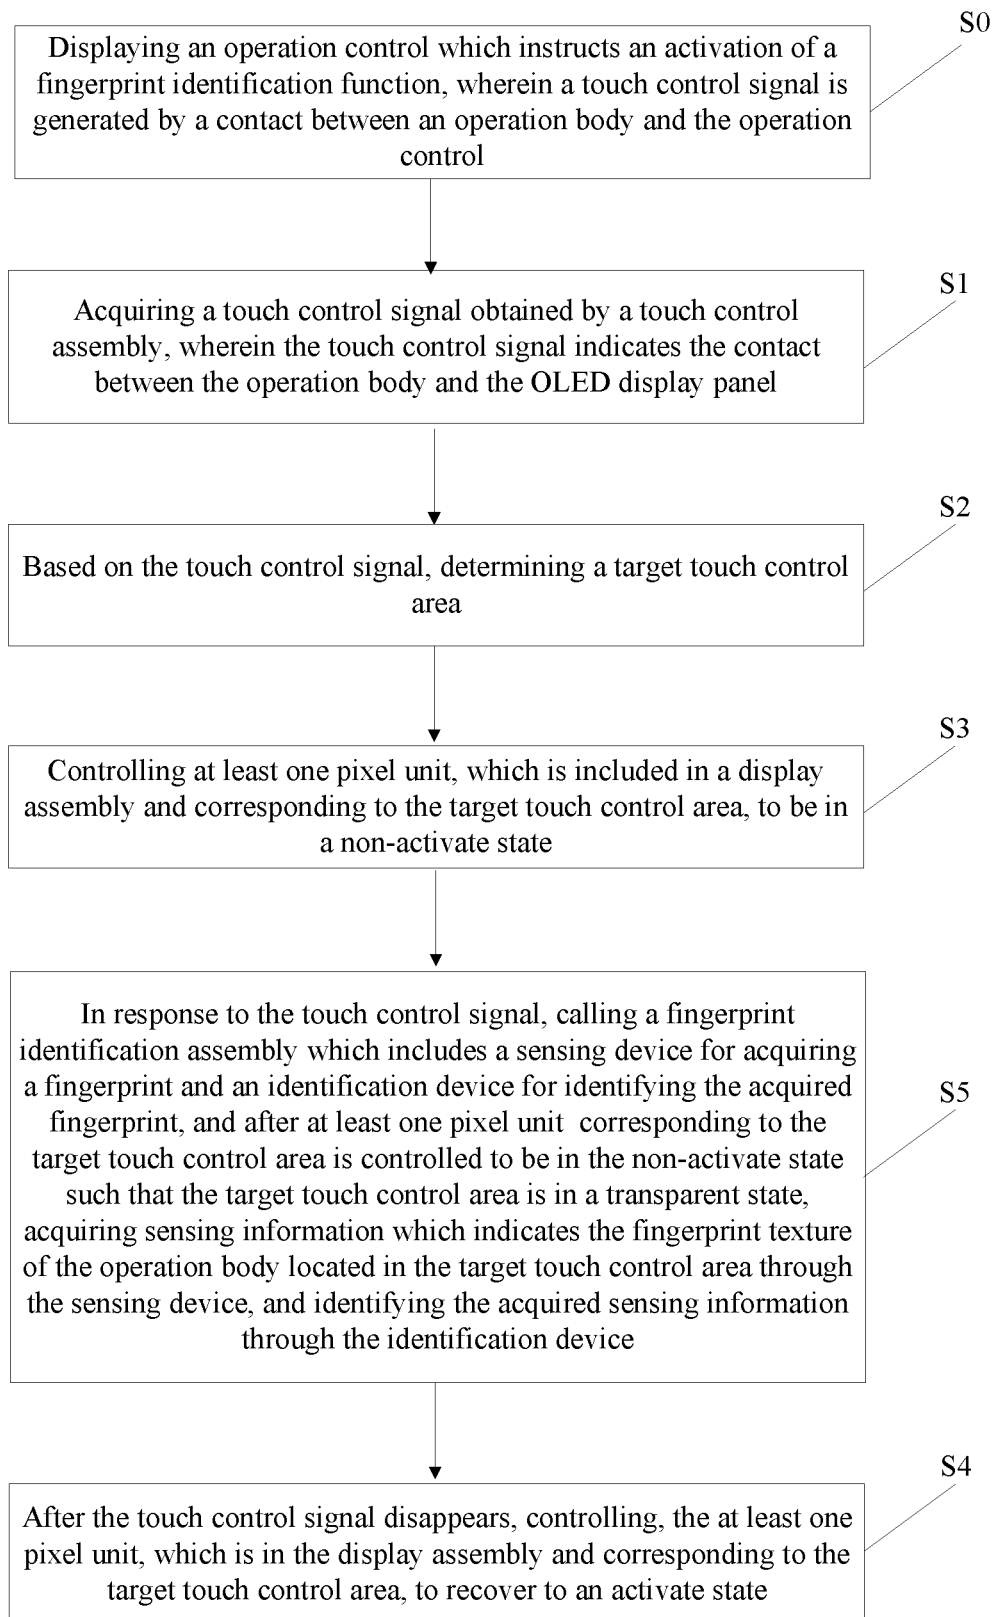 S0
Displaying an operation control which instructs an activation of a
fingerprint identification function, wherein a touch control signal is
generated by a contact between an operation body and the operation
control
S1
Acquiring a touch control signal obtained by a touch control
assembly, wherein the touch control signal indicates the contact
between the operation body and the OLED display panel
S2
Based on the touch control signal, determining a target touch control
area
S3
Controlling at least one pixel unit, which is included in a display
assembly and corresponding to the target touch control area, to be in
a non-activate state
S5
In response to the touch control signal, calling a fingerprint
identification assembly which includes a sensing device for acquiring
a fingerprint and an identification device for identifying the acquired
fingerprint, and after at least one pixel unit corresponding to the
target touch control area is controlled to be in the non-activate state
such that the target touch control area is in a transparent state,
acquiring sensing information which indicates the fingerprint texture
of the operation body located in the target touch control area through
the sensing device, and identifying the acquired sensing information
through the identification device
S4
After the touch control signal disappears, controlling, the at least one
pixel unit, which is in the display assembly and corresponding to the
target touch control area, to recover to an activate state